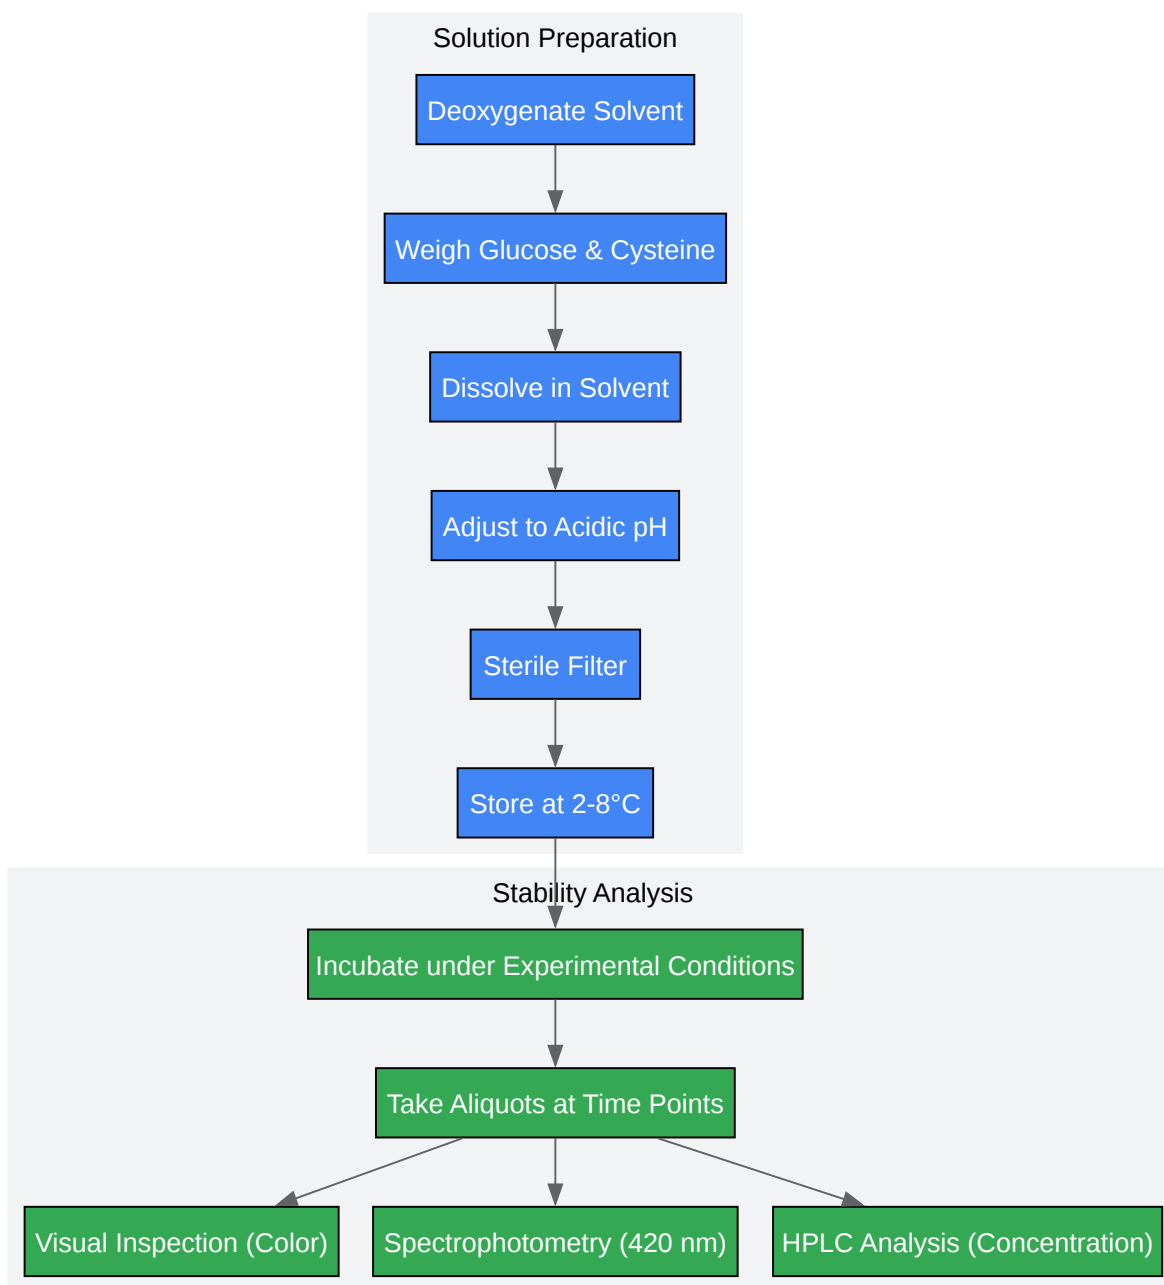 Solution Preparation
Deoxygenate Solvent
Weigh Glucose & Cysteine
Dissolve in Solvent
Adjust to Acidic pH
Sterile Filter
Store at 2-8°C
Stability Analysis
Incubate under Experimental Conditions
Take Aliquots at Time Points
Visual Inspection (Color)
Spectrophotometry (420 nm)
HPLC Analysis (Concentration)